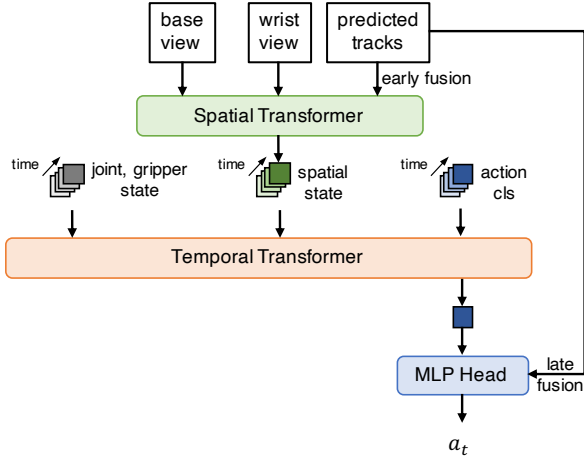 base
view
wrist
view
predicted
tracks
early fusion
Spatial Transformer
time
joint, gripper
state
time
spatial
state
time
action
cls
Temporal Transformer
MLP Head
late
fusion
a_t